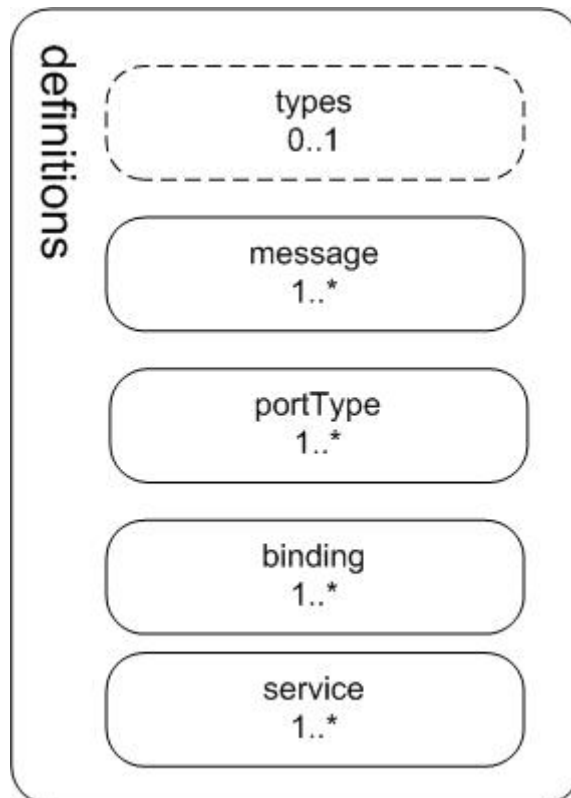 definitions
types
0..1
message
1..*
portType
1..*
binding
1..*
service
1..*